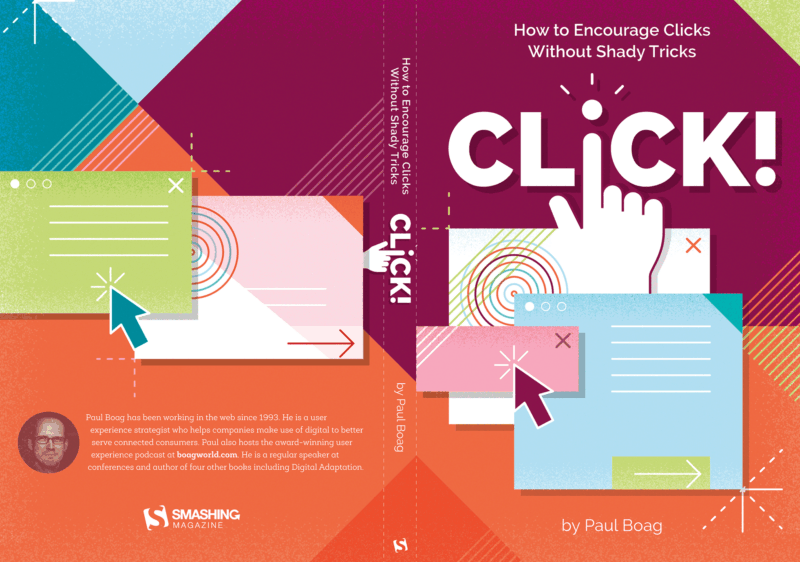 How to Encourage Clicks
Without Shady Tricks
CLiCK!
by Paul Boag
How to Encourage Clicks
Without Shady Tricks
CLiCK!
by Paul Boag
Paul Boag has been working in the web since 1993. He is a user
experience strategist who helps companies make use of digital to better
serve connected consumers. Paul also hosts the award-winning user
experience podcast at boagworld.com. He is a regular speaker at
conferences and author of four other books including Digital Adaptation.
SMASHING
MAGAZINE